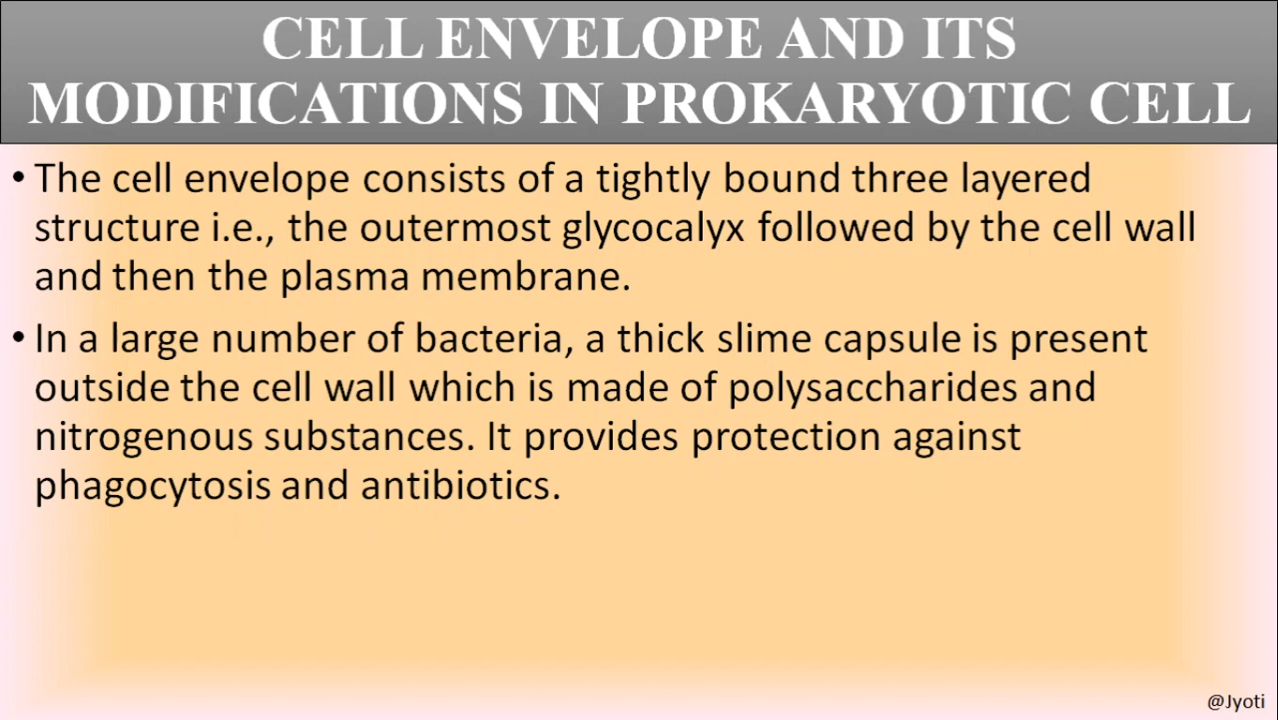 CELL ENVELOPE AND ITS
MODIFICATIONS IN PROKARYOTIC CELL
• The cell envelope consists of a tightly bound three layered
structure i.e., the outermost glycocalyx followed by the cell wall
and then the plasma membrane.
• In a large number of bacteria, a thick slime capsule is present
outside the cell wall which is made of polysaccharides and
nitrogenous substances. It provides protection against
phagocytosis and antibiotics.
@Jyoti